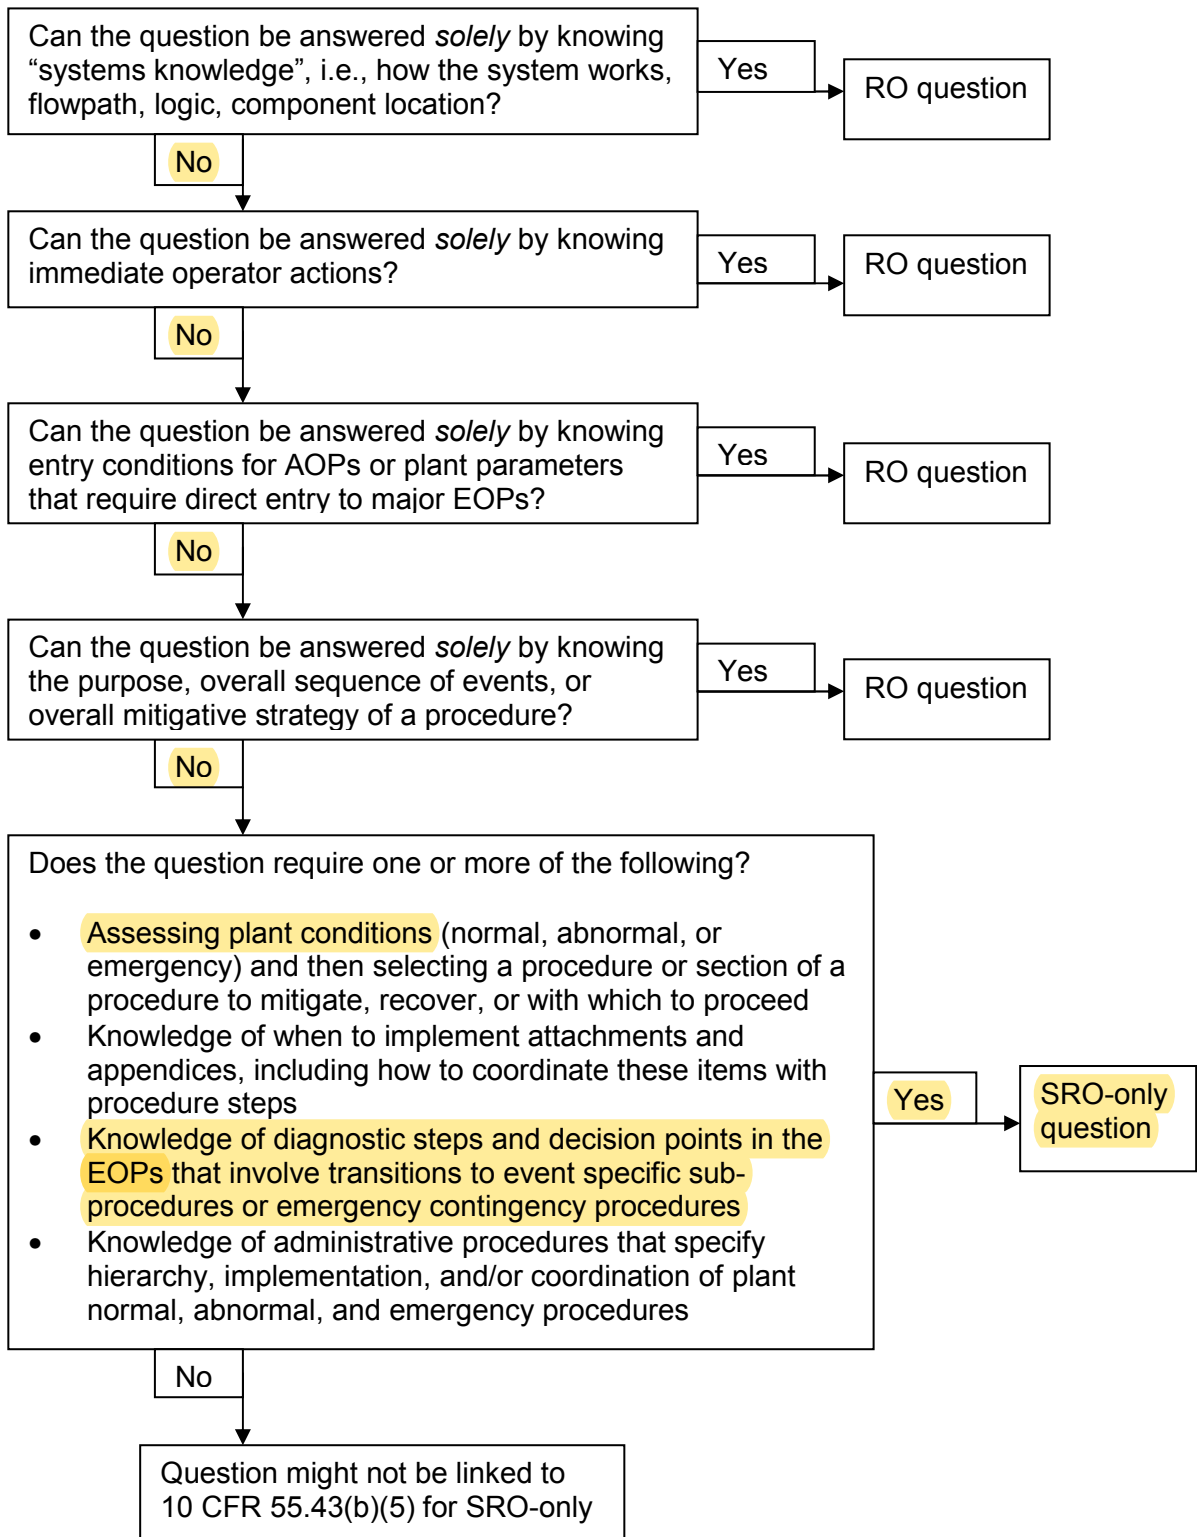 Can the question be answered solely by knowing
“systems knowledge”, i.e., how the system works,
flowpath, logic, component location?
Yes
RO question
No
Can the question be answered solely by knowing
immediate operator actions?
Yes
RO question
No
Can the question be answered solely by knowing
entry conditions for AOPs or plant parameters
that require direct entry to major EOPs?
Yes
RO question
No
Can the question be answered solely by knowing
the purpose, overall sequence of events, or
overall mitigative strategy of a procedure?
Yes
RO question
No
Does the question require one or more of the following?
• Assessing plant conditions (normal, abnormal, or
emergency) and then selecting a procedure or section of a
procedure to mitigate, recover, or with which to proceed
• Knowledge of when to implement attachments and
appendices, including how to coordinate these items with
procedure steps
• Knowledge of diagnostic steps and decision points in the
EOPs that involve transitions to event specific sub-
procedures or emergency contingency procedures
• Knowledge of administrative procedures that specify
hierarchy, implementation, and/or coordination of plant
normal, abnormal, and emergency procedures
Yes
SRO-only
question
No
Question might not be linked to
10 CFR 55.43(b)(5) for SRO-only